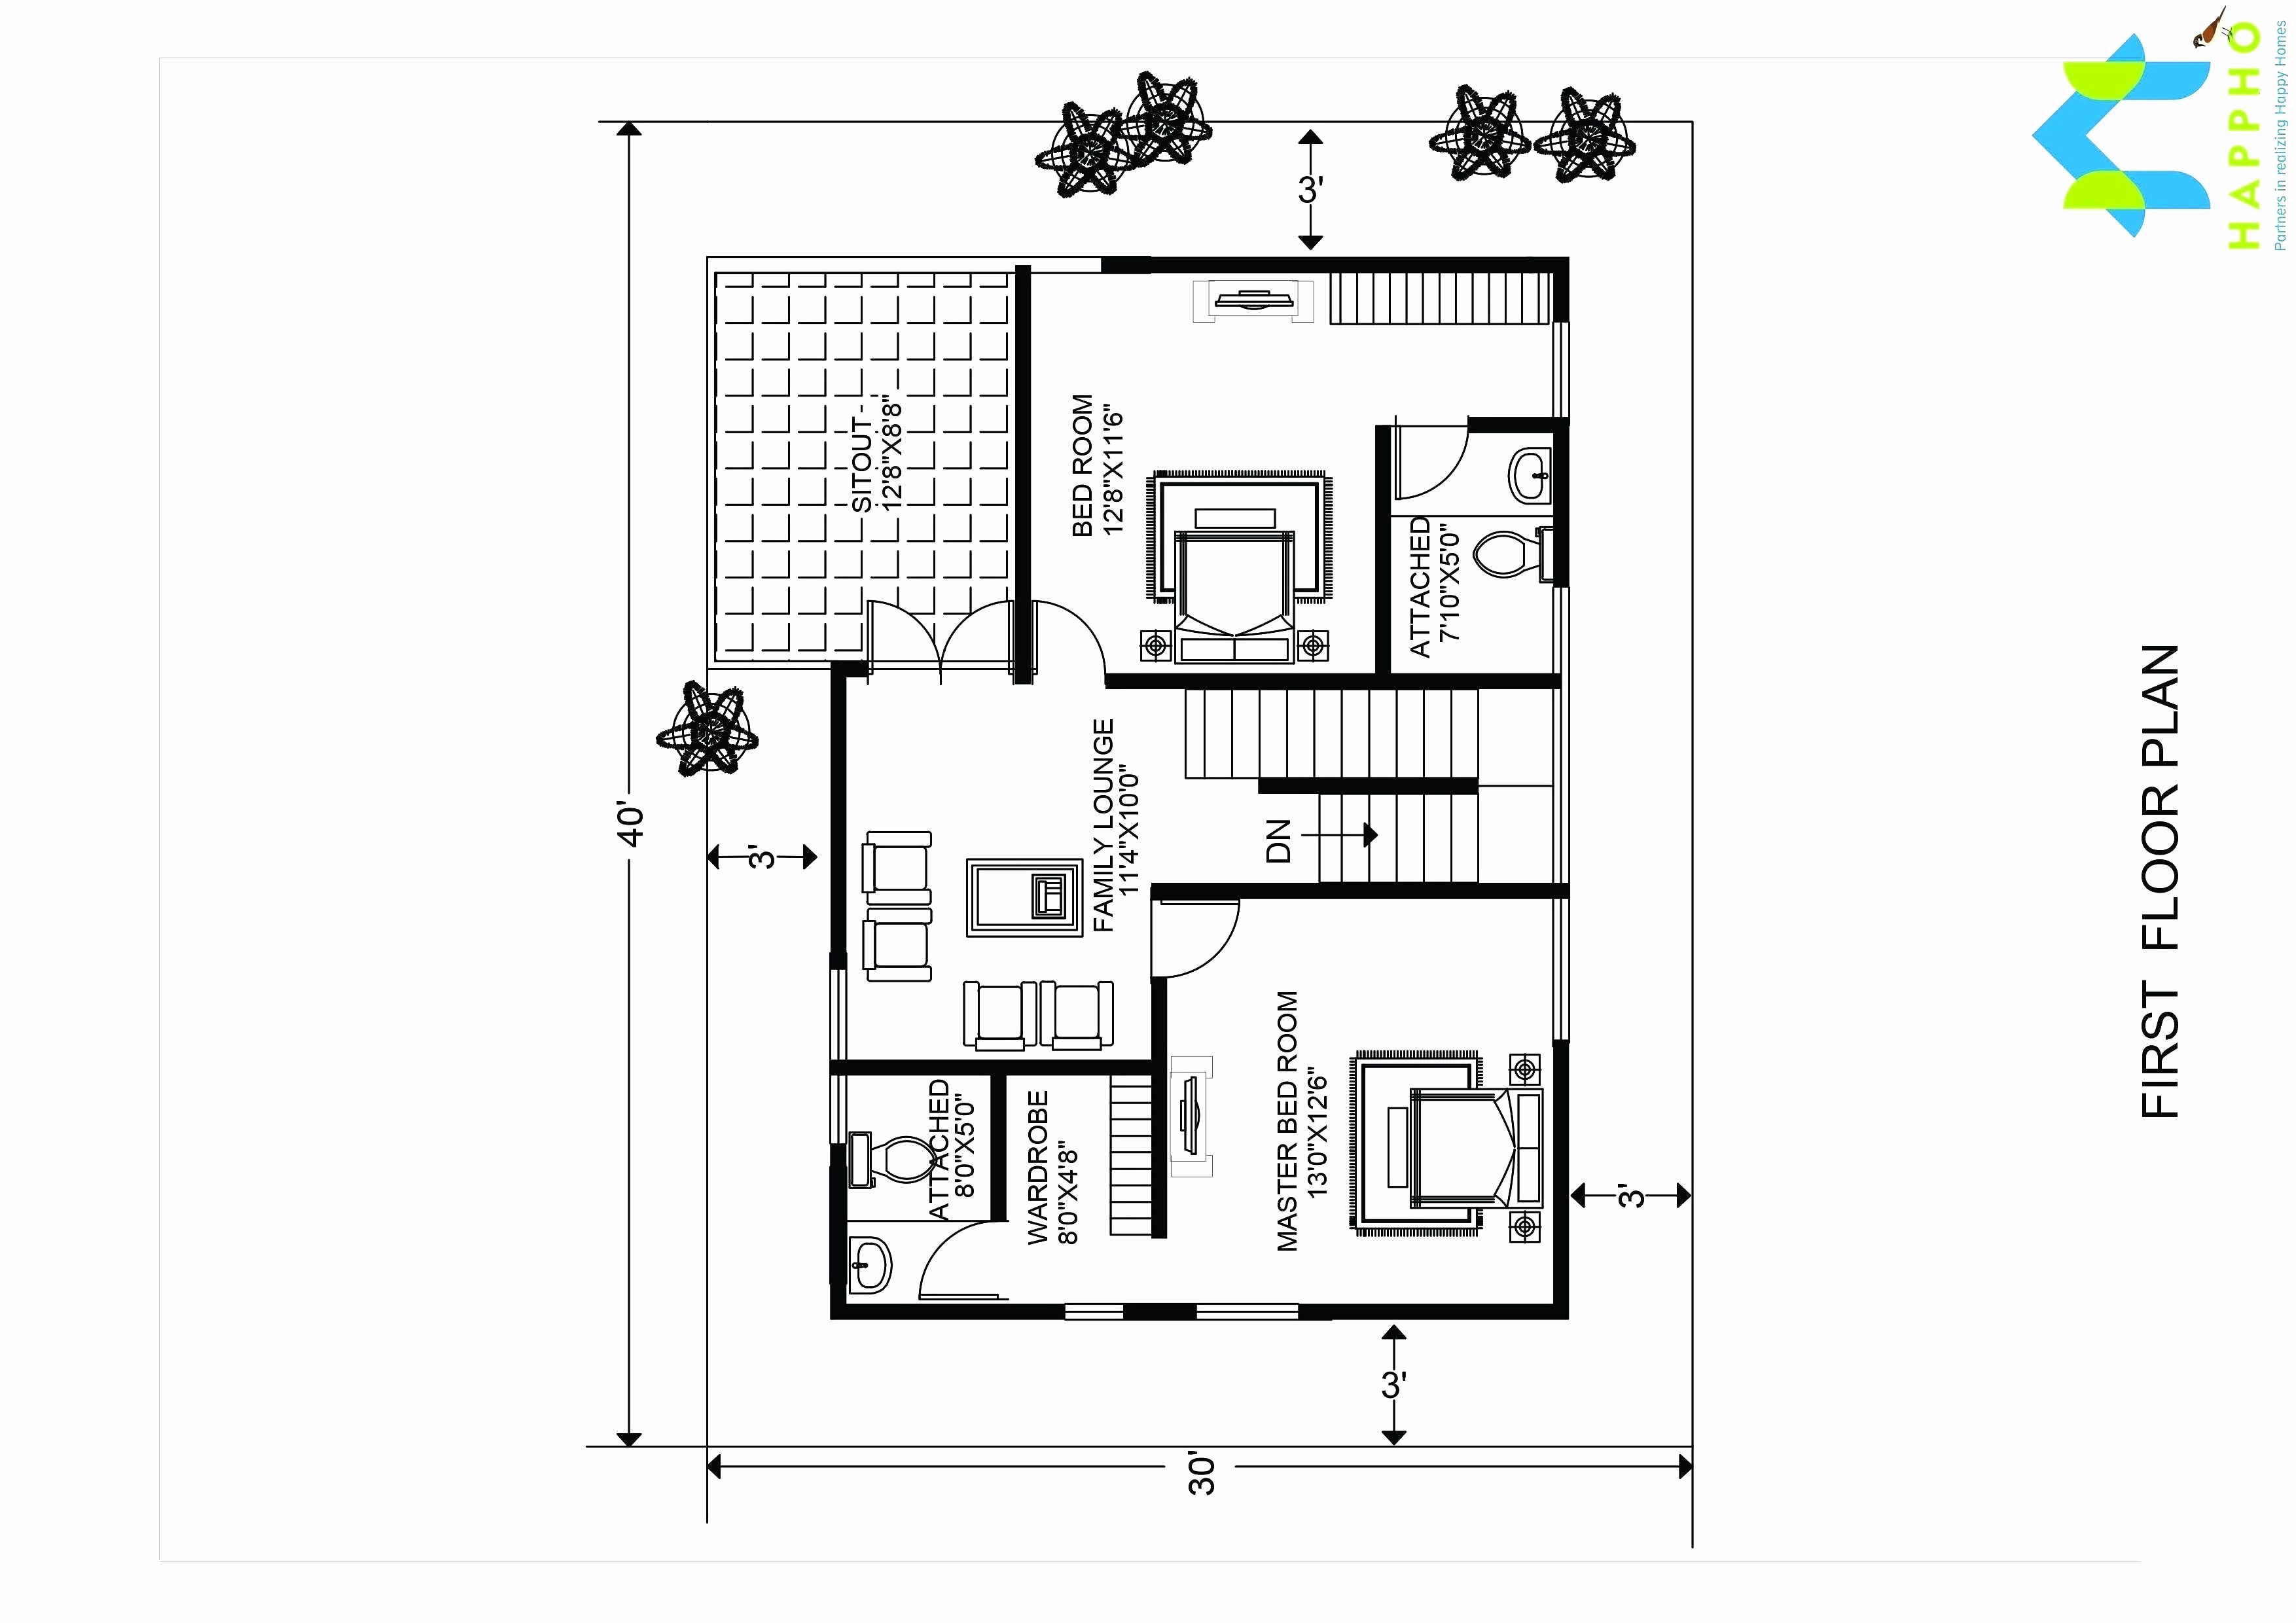 HAPPHO
Partners in realizing Happy Homes
40'
3'
SITOUT
12'8"X8'8"
BED ROOM
12'8"X11'6"
ATTACHED
7'10"X5'0"
3'
FAMILY LOUNGE
11'4"X10'0"
DN
ATTACHED
8'0"X5'0"
WARDROBE
8'0"X4'8"
MASTER BED ROOM
13'0"X12'6"
3'
3'
30'
FIRST FLOOR PLAN